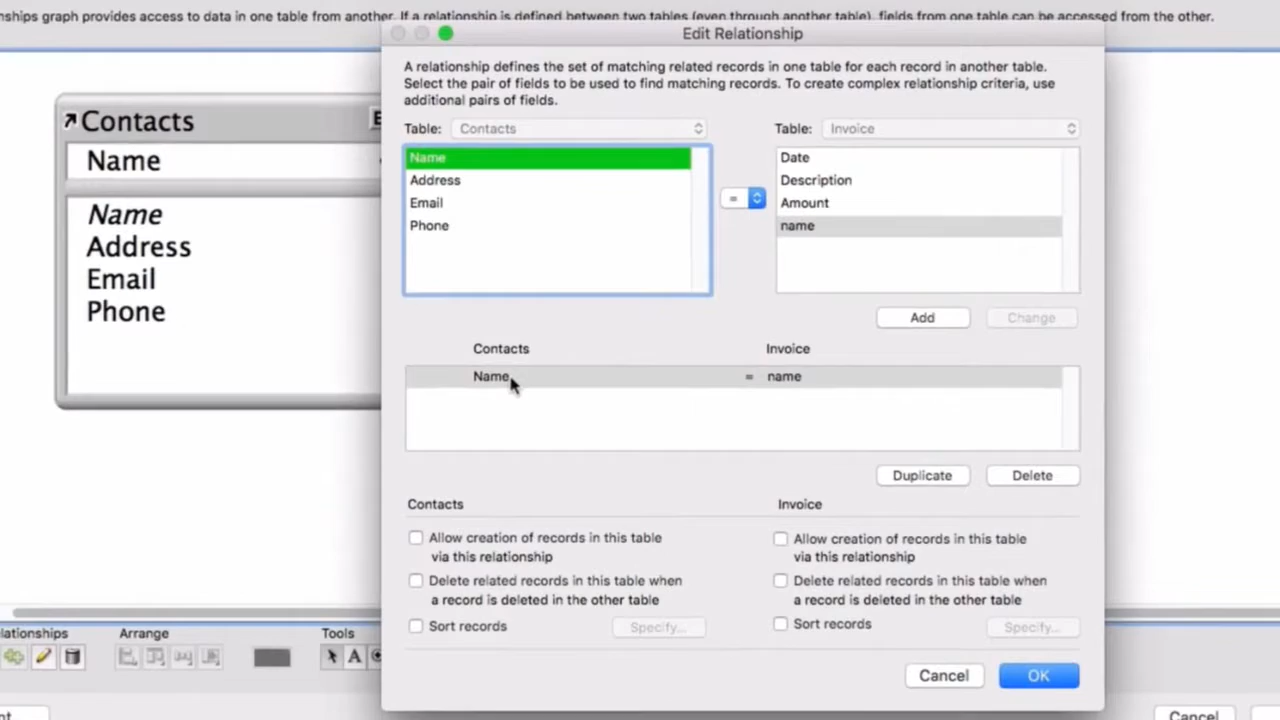 nships graph provides access to data in one table from another. If a relationship is defined between two tables (even through another table), fields from one table can be accessed from the other.
Edit Relationship
A relationship defines the set of matching related records in one table for each record in another table.
Select the pair of fields to be used to find matching records. To create complex relationship criteria, use
additional pairs of fields.
Contacts
E
Name
Name
Address
Email
Phone
Table: Contacts
Table: Invoice
Name
Address
Email
Phone
=
Date
Description
Amount
name
Add
Change
Contacts
Invoice
Name = name
Duplicate
Delete
Contacts
Allow creation of records in this table
via this relationship
Delete related records in this table when
a record is deleted in the other table
Sort records
Specify...
Invoice
Allow creation of records in this table
via this relationship
Delete related records in this table when
a record is deleted in the other table
Sort records
Specify...
elationships
Arrange
Tools
A
Cancel
OK
nt
Cancel